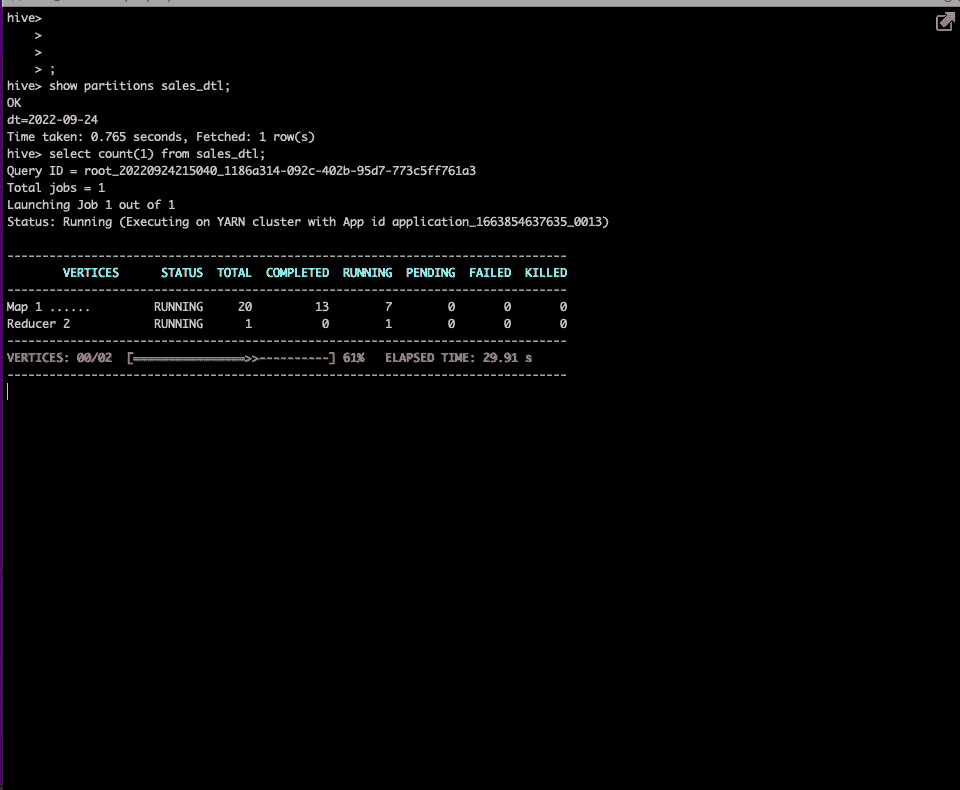 hive>
    >
    >
    > ;
hive> show partitions sales_dtl;
OK
dt=2022-09-24
Time taken: 0.765 seconds, Fetched: 1 row(s)
hive> select count(1) from sales_dtl;
Query ID = root_20220924215040_1186a314-092c-402b-95d7-773c5ff761a3
Total jobs = 1
Launching Job 1 out of 1
Status: Running (Executing on YARN cluster with App id application_1663854637635_0013)

--------------------------------------------------------------------------------
        VERTICES      STATUS  TOTAL  COMPLETED  RUNNING  PENDING  FAILED  KILLED
--------------------------------------------------------------------------------
Map 1 ......         RUNNING     20         13        7        0       0       0
Reducer 2            RUNNING      1          0        1        0       0       0
--------------------------------------------------------------------------------
VERTICES: 00/02  [================>>----------] 61%   ELAPSED TIME: 29.91 s
--------------------------------------------------------------------------------